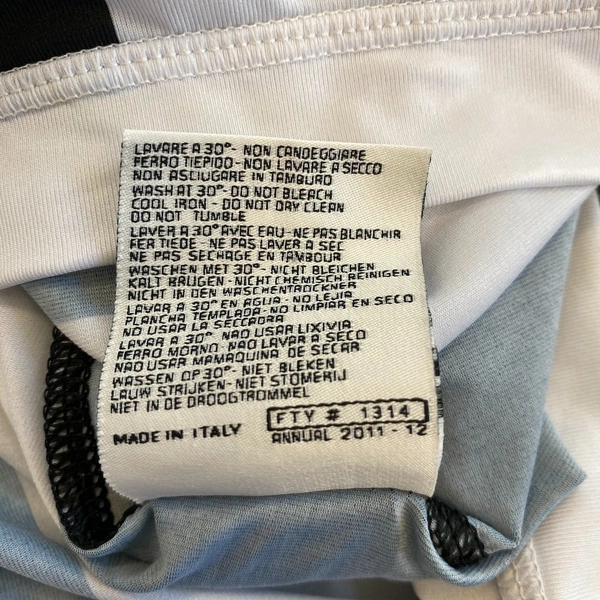 LAVARE A 30°- NON CANDEGGIARE
FERRO TIEPIDO - NON LAVARE A SECCO
NON ASCIUGARE IN TAMBURO
WASH AT 30°- DO NOT BLEACH
COOL IRON - DO NOT DAY CLEAN
DO NOT TUMBLE
LAVER A 30° AVEC EAU - NE PAS BLANCHIR
FER TIEDE - NE PAS LAVER A SEC
NE PAS SECHAGE EN TAMBOUR
WASCHEN MET 30°- NICHT BLEICHEN
KALT BRUGEN - NICHT CHEMISCH REINIGEN
NICHT IN DEN WASCHENTROCKNER
LAVAR A 30° EN AGUA - NO LEJIA
PLANCHA TEMPLADA - NO LIMPIAR EN SECO
NO USAR LA SECCRORA
LAVAR A 30° NAO USAR LIXIVIA
FERRO MORNO - NAO LAVAR A SECO
NAO USAR MAMAQUINA DE SECAR
WASSEN OP 30°- NIET BLEKEN
LAUW STRIJKEN - NIET STOMERIJ
NIET IN DE DROOGTROMMEL
FTY # 1314
MADE IN ITALY
ANNUAL 2011 - 12